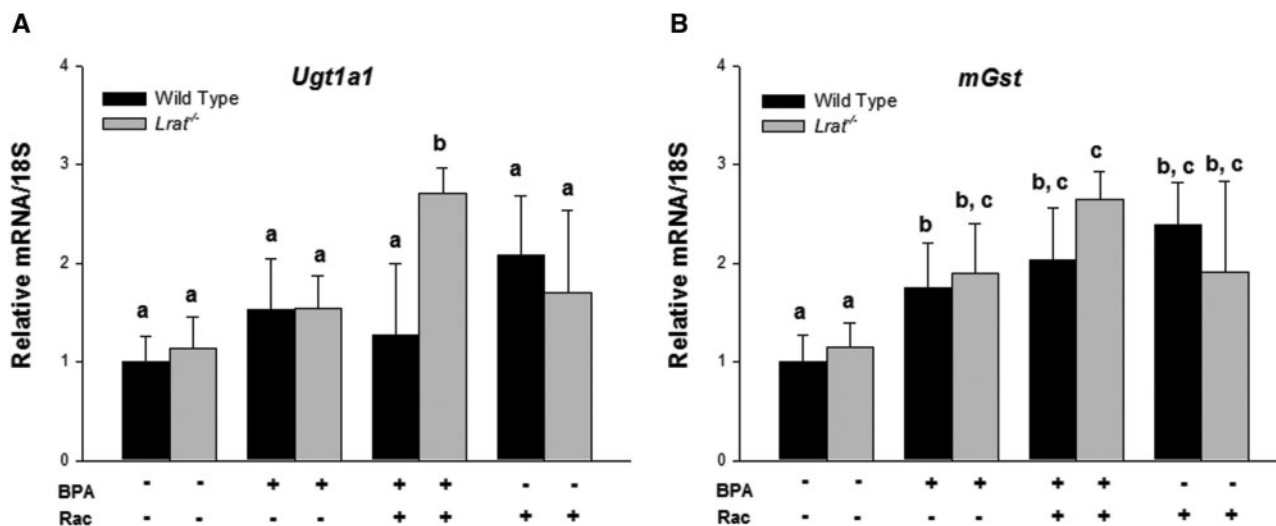 A
Ugt1a1
Wild Type
Lrat-/-
Relative mRNA/18S
4
3
2
1
0
a
a
a
a
a
b
a
a
BPA - - + + + + - -
Rac - - - - + + + +
B
mGst
Wild Type
Lrat-/-
Relative mRNA/18S
4
3
2
1
0
a
a
b
b, c
b, c
c
b, c
b, c
BPA - - + + + + - -
Rac - - - - + + + +